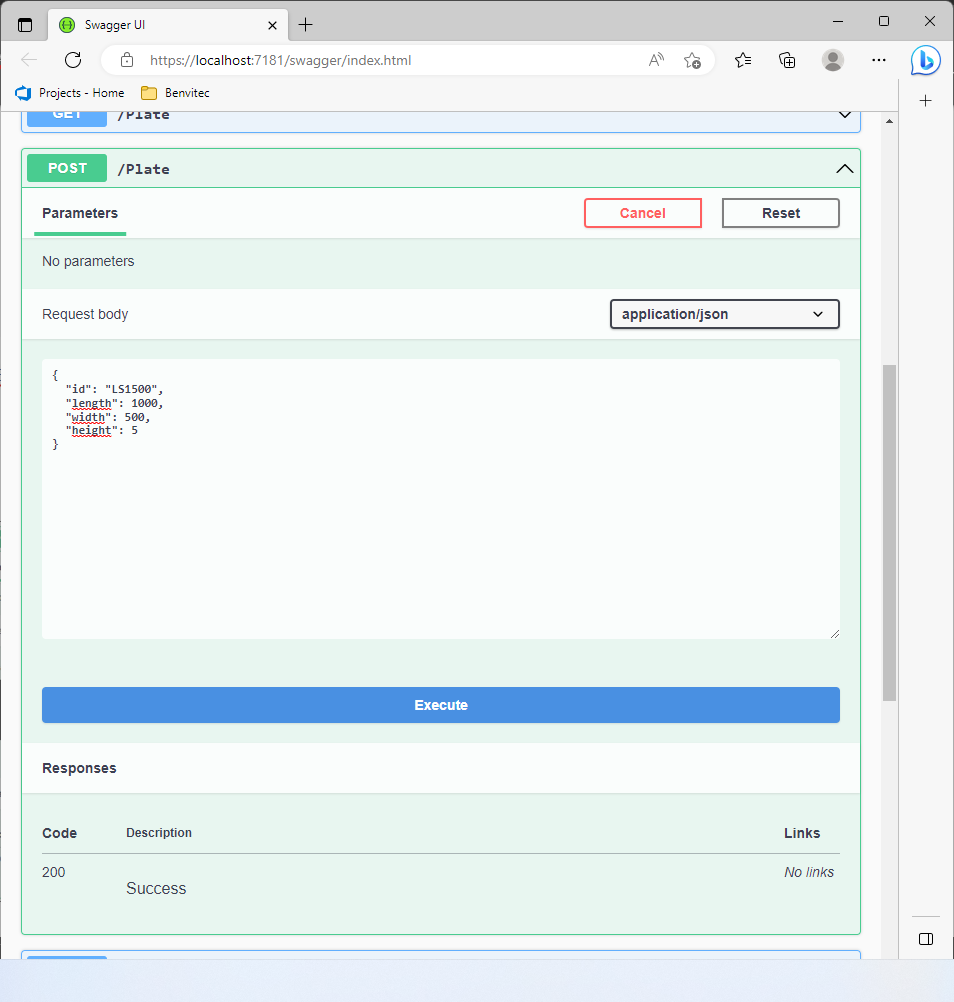 Swagger UI
https://localhost:7181/swagger/index.html
Projects - Home Benvitec
GET /Plate
POST /Plate
Parameters Cancel Reset
No parameters
Request body application/json
{
"id": "LS1500",
"length": 1000,
"width": 500,
"height": 5
}
Execute
Responses
Code Description Links
200 Success No links